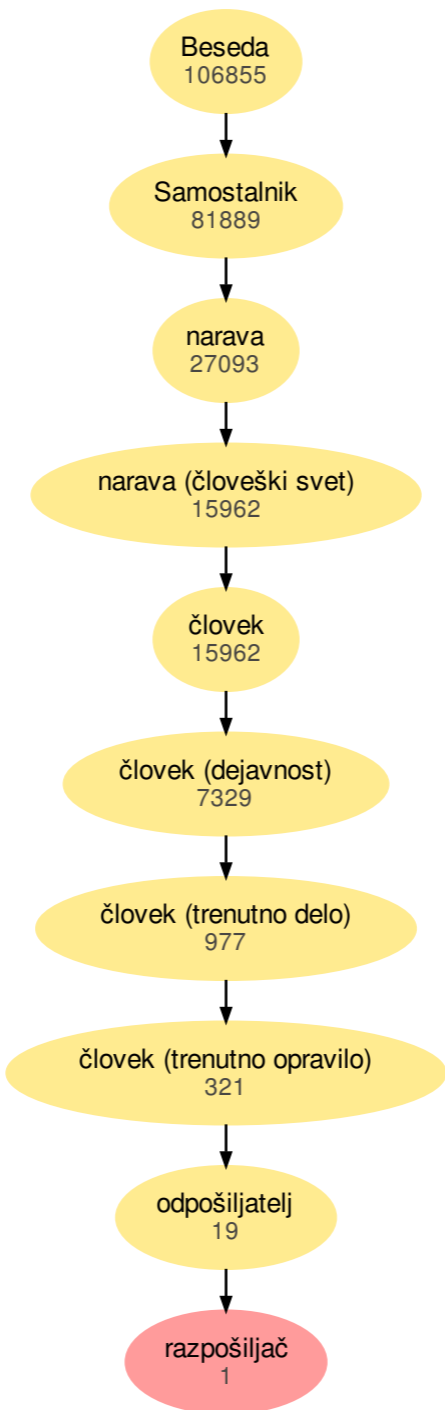 Beseda
106855
Samostalnik
81889
narava
27093
narava (človeški svet)
15962
človek
15962
človek (dejavnost)
7329
človek (trenutno delo)
977
človek (trenutno opravilo)
321
odpošiljatelj
19
razpošiljač
1